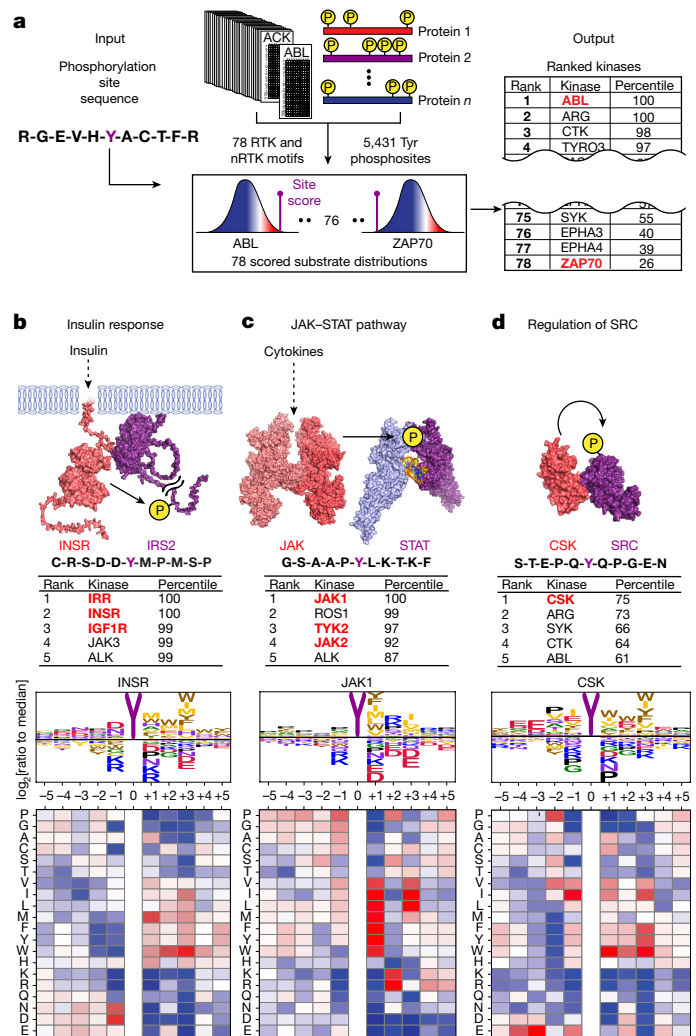 a
Input
Phosphorylation
site
sequence
R-G-E-V-H-Y-A-C-T-F-R
ACK
ABL
P P P
Protein 1
P P P P
Protein 2
P P P
Protein n
78 RTK and
nRTK motifs
5,431 Tyr
phosphosites
Site
score
76
ABL
ZAP70
78 scored substrate distributions
Output
Ranked kinases
Rank Kinase Percentile
1 ABL 100
2 ARG 100
3 CTK 98
4 TYRO3 97
75 SYK 55
76 EPHA3 40
77 EPHA4 39
78 ZAP70 26
b Insulin response
Insulin
P
INSR IRS2
C-R-S-D-D-Y-M-P-M-S-P
Rank Kinase Percentile
1 IRR 100
2 INSR 100
3 IGF1R 99
4 JAK3 99
5 ALK 99
INSR
log2[ratio to median]
Y
−5 −4 −3 −2 −1 0 +1 +2 +3 +4 +5
P
G
A
C
S
T
V
I
L
M
F
Y
W
H
K
R
Q
N
D
E
c JAK–STAT pathway
Cytokines
P
JAK STAT
G-S-A-A-P-Y-L-K-T-K-F
Rank Kinase Percentile
1 JAK1 100
2 ROS1 99
3 TYK2 97
4 JAK2 92
5 ALK 87
JAK1
Y
−5 −4 −3 −2 −1 0 +1 +2 +3 +4 +5
P
G
A
C
S
T
V
I
L
M
F
Y
W
H
K
R
Q
N
D
E
d Regulation of SRC
P
CSK SRC
S-T-E-P-Q-Y-Q-P-G-E-N
Rank Kinase Percentile
1 CSK 75
2 ARG 73
3 SYK 66
4 CTK 64
5 ABL 61
CSK
Y
−5 −4 −3 −2 −1 0 +1 +2 +3 +4 +5
P
G
A
C
S
T
V
I
L
M
F
Y
W
H
K
R
Q
N
D
E